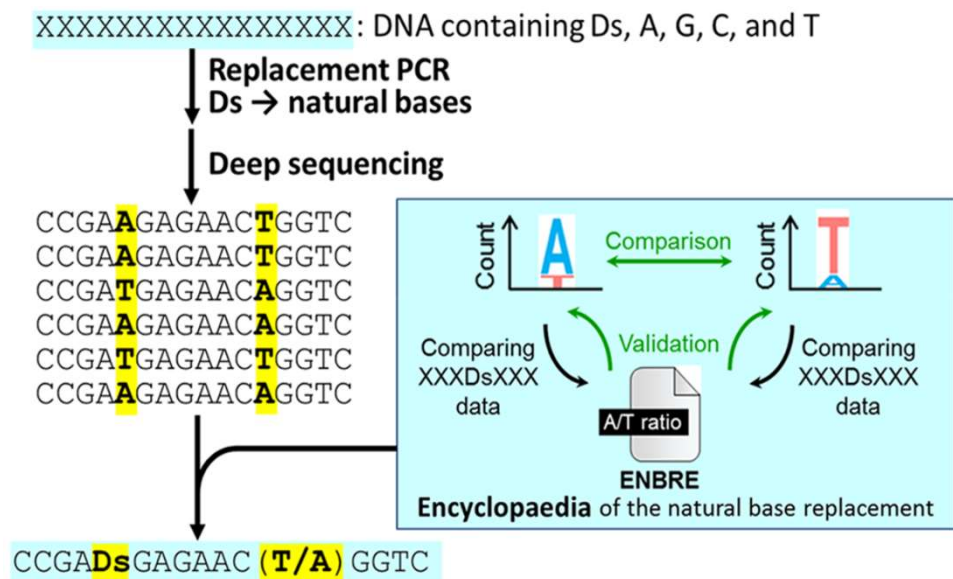 XXXXXXXXXXXXXXXX: DNA containing Ds, A, G, C, and T
Replacement PCR
Ds → natural bases
Deep sequencing
CCGAAGAGAACTGGTC
CCGAAGAGAACTGGTC
CCGATGAGAACAGGTC
CCGAAGAGAACAGGTC
CCGATGAGAACTGGTC
CCGAAGAGAACAGGTC
Count
A
T
Comparison
Count
T
A
Comparing
XXXDsXXX
data
Validation
Comparing
XXXDsXXX
data
A/T ratio
ENBRE
Encyclopaedia of the natural base replacement
CCGADsGAGAAC(T/A)GGTC